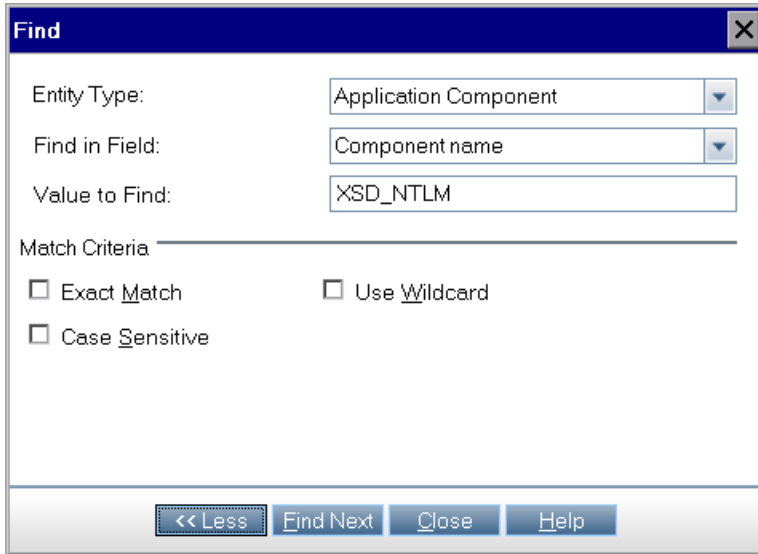 Find
Entity Type: Application Component
Find in Field: Component name
Value to Find: XSD_NTLM
Match Criteria
Exact Match Use Wildcard
Case Sensitive
<< Less Find Next Close Help